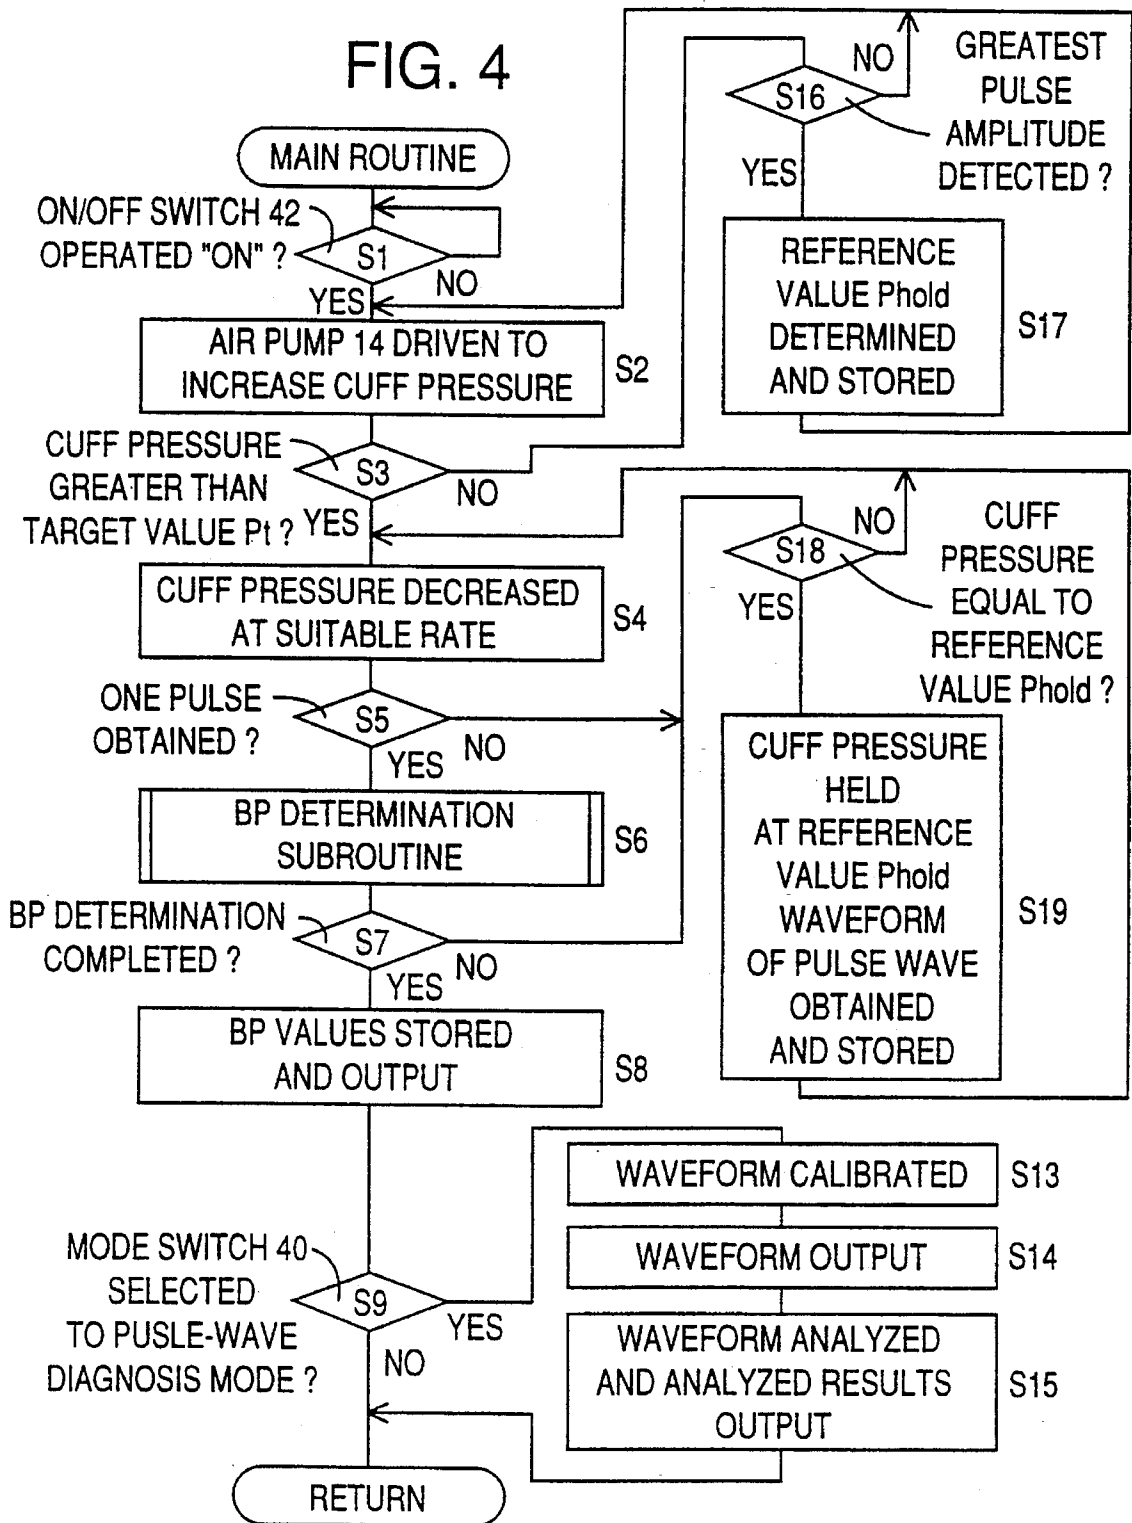 FIG. 4
MAIN ROUTINE
ON/OFF SWITCH 42
OPERATED "ON" ?
S1
NO
YES
AIR PUMP 14 DRIVEN TO
INCREASE CUFF PRESSURE
S2
CUFF PRESSURE
GREATER THAN
TARGET VALUE Pt ?
S3
NO
YES
CUFF PRESSURE DECREASED
AT SUITABLE RATE
S4
ONE PULSE
OBTAINED ?
S5
NO
YES
BP DETERMINATION
SUBROUTINE
S6
BP DETERMINATION
COMPLETED ?
S7
NO
YES
BP VALUES STORED
AND OUTPUT
S8
MODE SWITCH 40
SELECTED
TO PUSLE-WAVE
DIAGNOSIS MODE ?
S9
YES
NO
RETURN
S16
NO
YES
GREATEST
PULSE
AMPLITUDE
DETECTED ?
REFERENCE
VALUE Phold
DETERMINED
AND STORED
S17
S18
NO
YES
CUFF
PRESSURE
EQUAL TO
REFERENCE
VALUE Phold ?
CUFF PRESSURE
HELD
AT REFERENCE
VALUE Phold
WAVEFORM
OF PULSE WAVE
OBTAINED
AND STORED
S19
WAVEFORM CALIBRATED
S13
WAVEFORM OUTPUT
S14
WAVEFORM ANALYZED
AND ANALYZED RESULTS
OUTPUT
S15